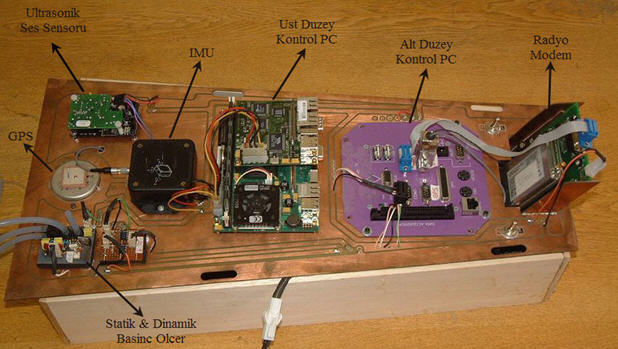 Ultrasonik
Ses Sensoru
IMU
Ust Duzey
Kontrol PC
Alt Duzey
Kontrol PC
Radyo
Modem
GPS
Statik & Dinamik
Basinc Olcer